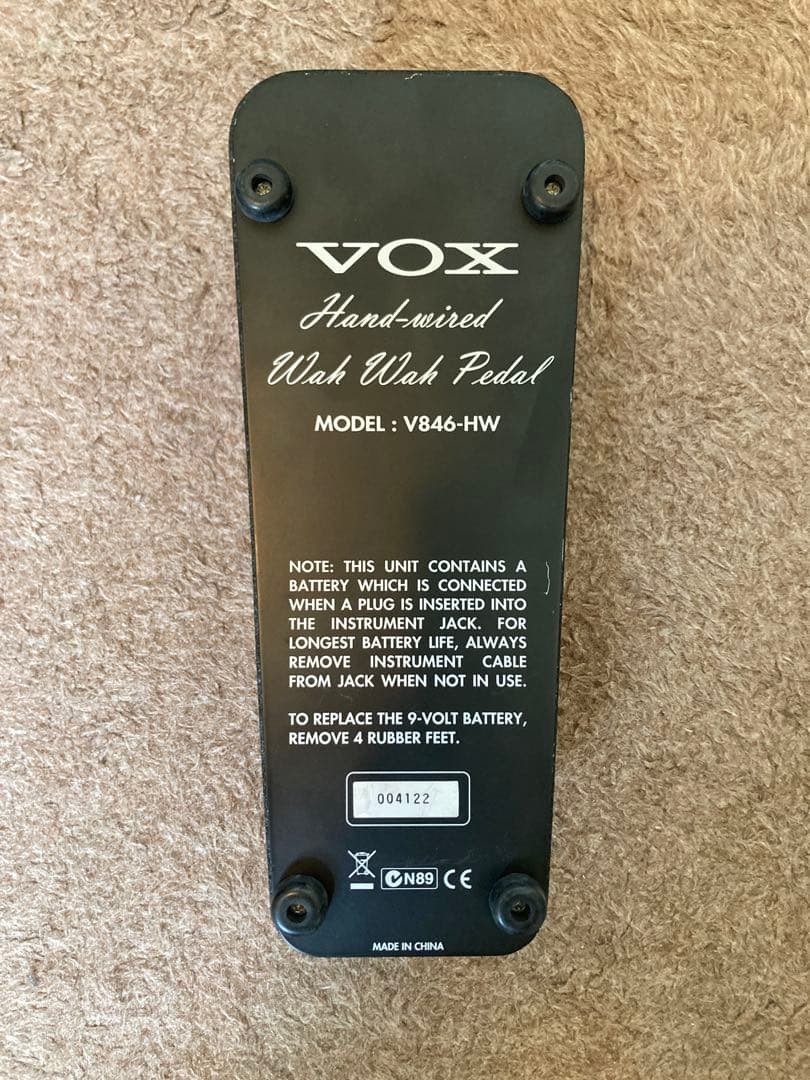 VOX
Hand-wired
Wah Wah Pedal
MODEL : V846-HW
NOTE: THIS UNIT CONTAINS A
BATTERY WHICH IS CONNECTED
WHEN A PLUG IS INSERTED INTO
THE INSTRUMENT JACK. FOR
LONGEST BATTERY LIFE, ALWAYS
REMOVE INSTRUMENT CABLE
FROM JACK WHEN NOT IN USE.
TO REPLACE THE 9-VOLT BATTERY,
REMOVE 4 RUBBER FEET.
004122
N89 CE
MADE IN CHINA